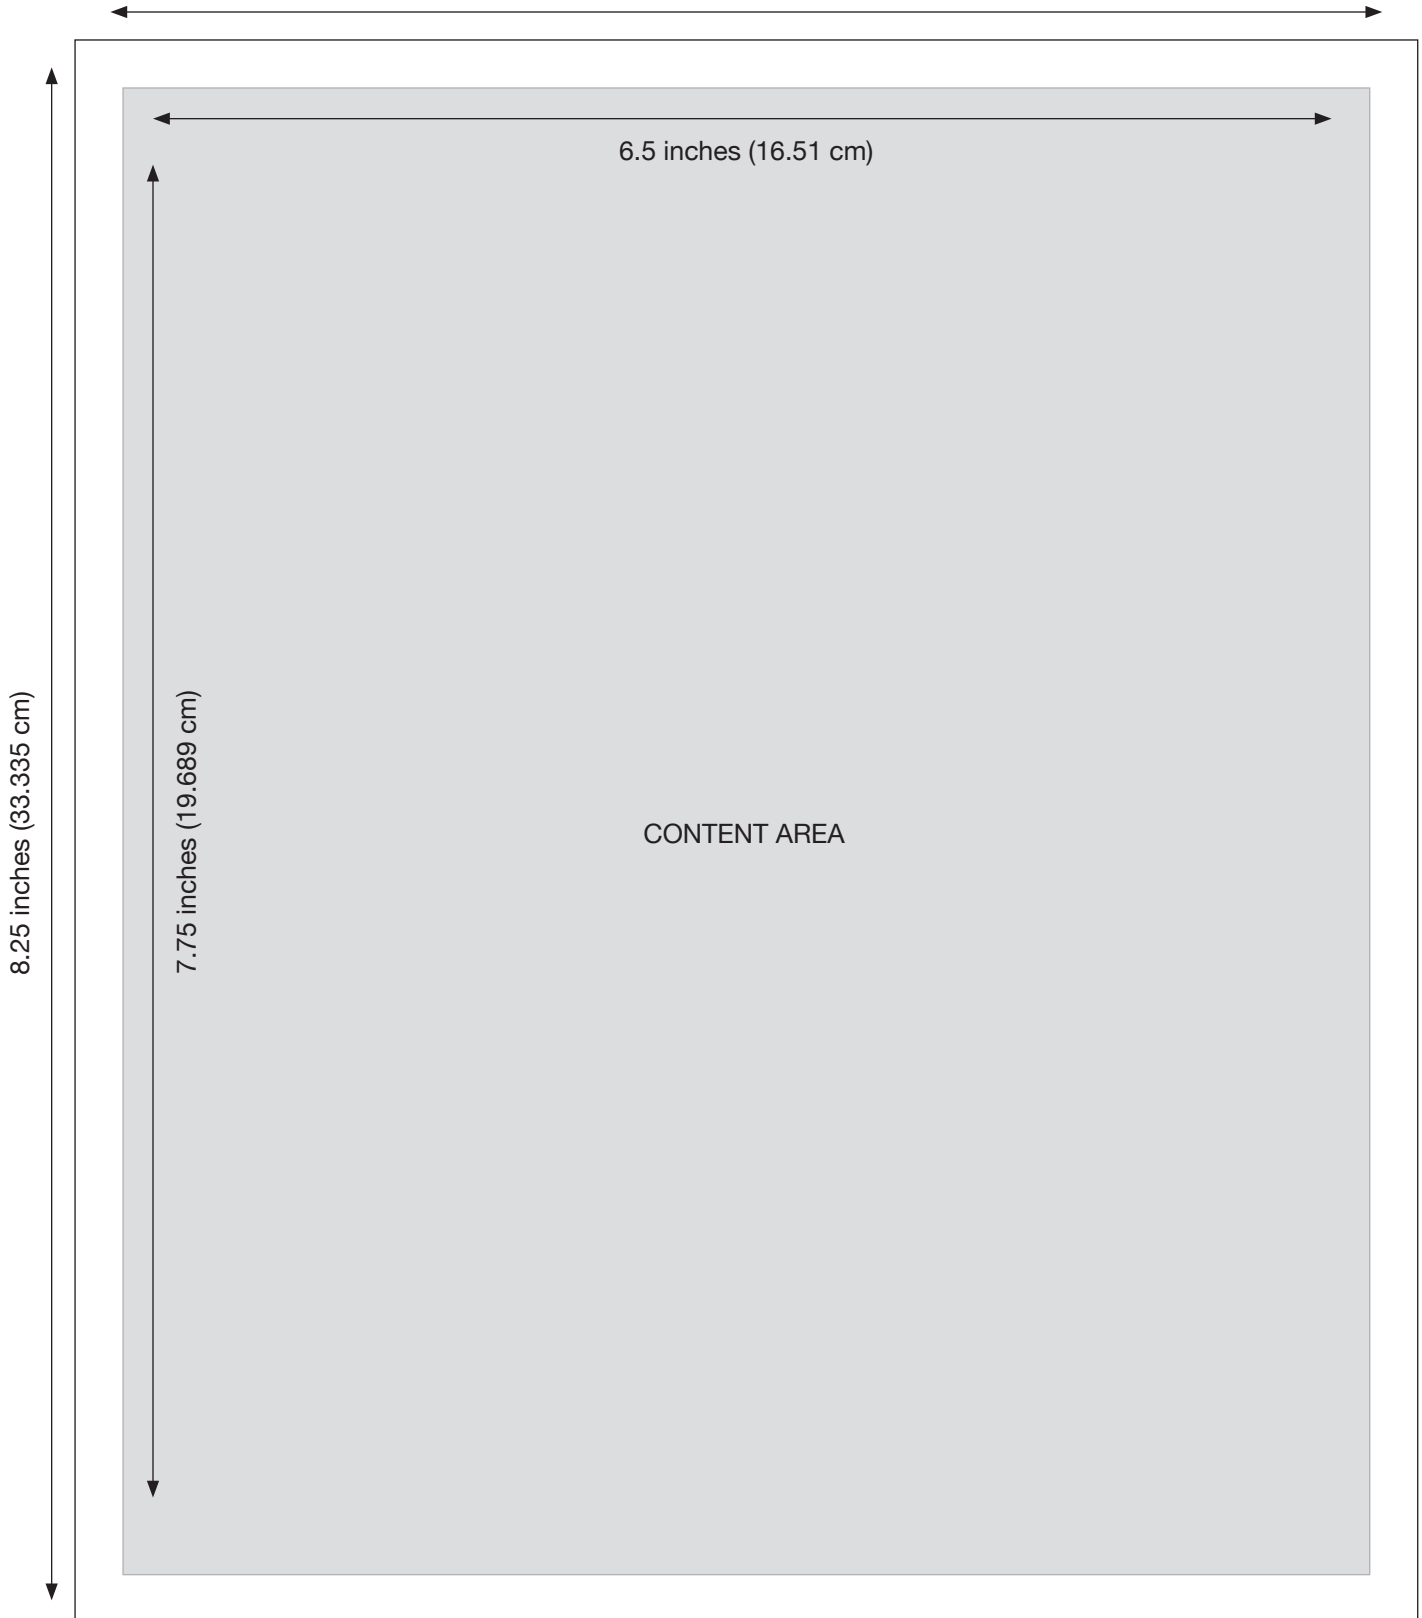 6.5 inches (16.51 cm)
8.25 inches (33.335 cm)
7.75 inches (19.689 cm)
CONTENT AREA